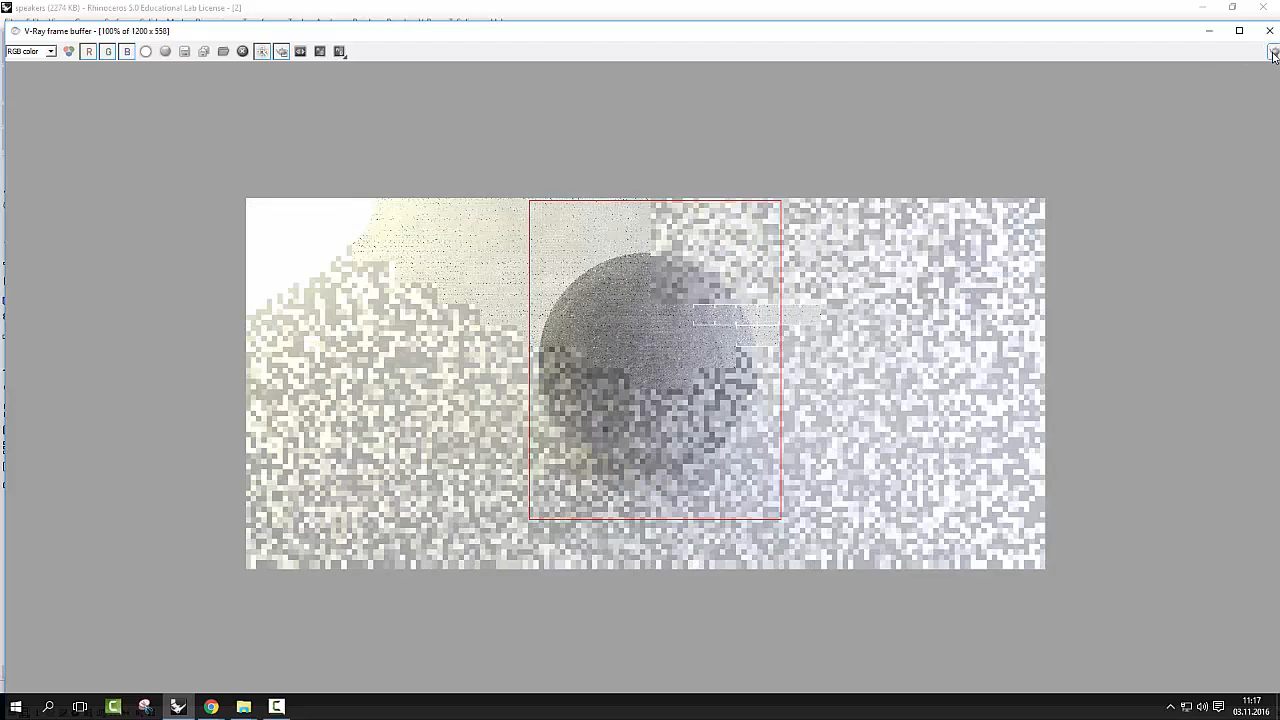 speakers (2274 KB) - Rhinoceros 5.0 Educational Lab License - [2]
V-Ray frame buffer - [100% of 1200 x 558]
RGB color R G B
11:17
03.11.2016